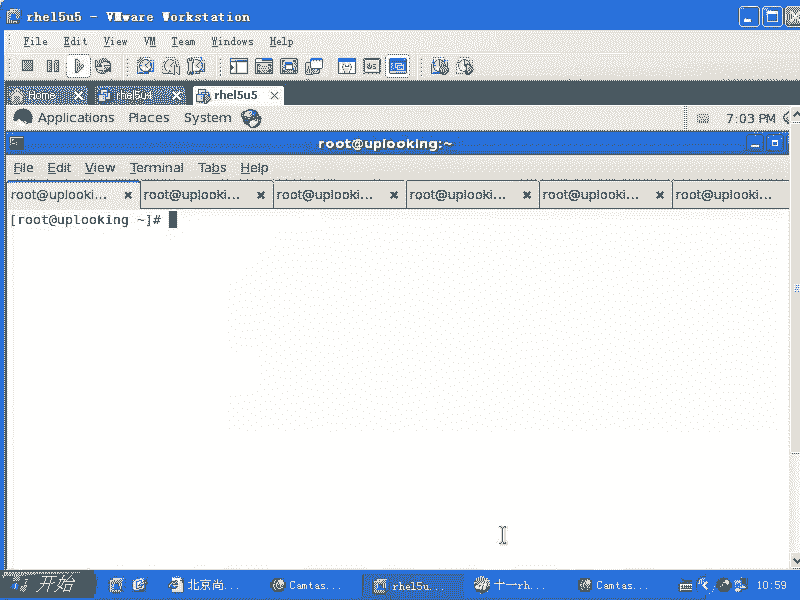 rhel5u5 - VMware Workstation
File Edit View VM Team Windows Help
Home rhel5u4 rhel5u5
Applications Places System 7:03 PM
root@uplooking:~
File Edit View Terminal Tabs Help
root@uplooki... root@uplooki... root@uplooki... root@uplooki... root@uplooki... root@uplooki...
[root@uplooking ~]#
开始 北京尚... Camtas... rhel5u... 十一rh... Camtas... 10:59